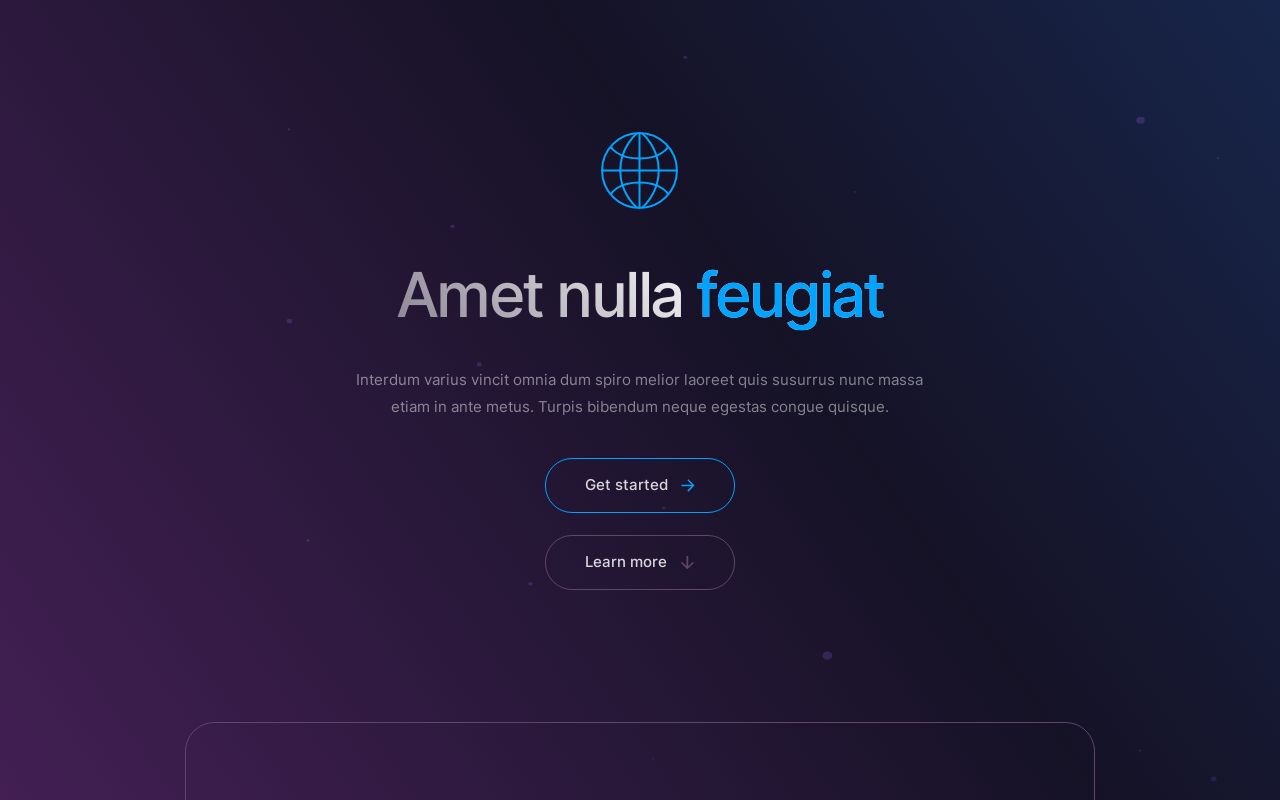 Amet nulla feugiat
Interdum varius vincit omnia dum spiro melior laoreet quis susurrus nunc massa
etiam in ante metus. Turpis bibendum neque egestas congue quisque.
Get started
Learn more